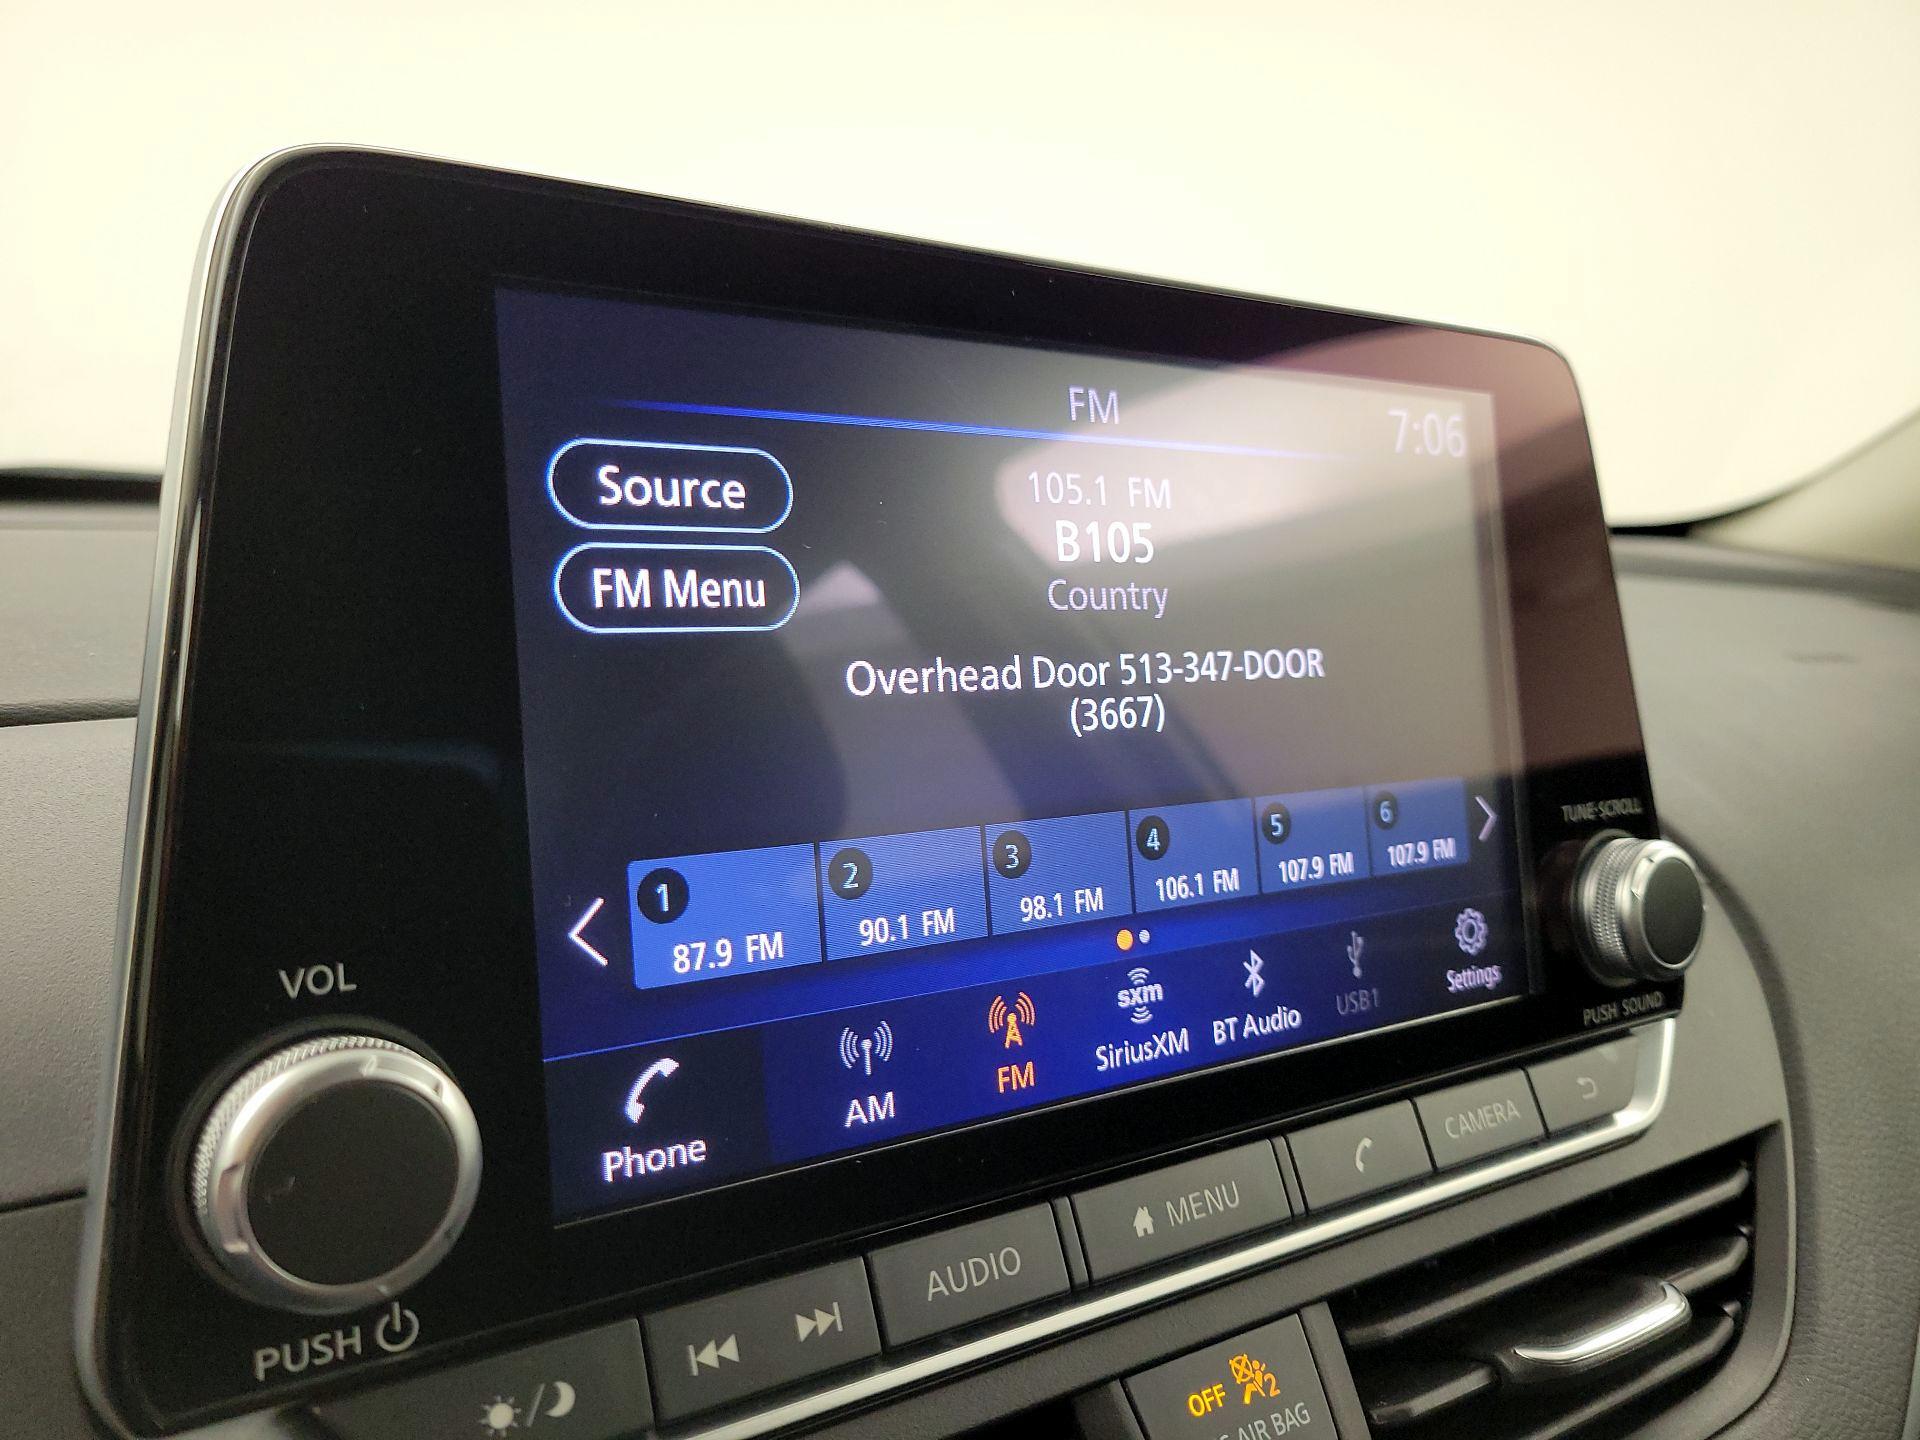 FM
7:06
Source
105.1 FM
B105
FM Menu
Country
Overhead Door 513-347-DOOR
(3667)
1
2
3
4
5
6
87.9 FM
90.1 FM
98.1 FM
106.1 FM
107.9 FM
107.9 FM
Phone
AM
FM
sxm
SiriusXM
BT Audio
USB1
Settings
VOL
PUSH
TUNE·SCROLL
PUSH SOUND
AUDIO
MENU
CAMERA
OFF
2
AIR BAG